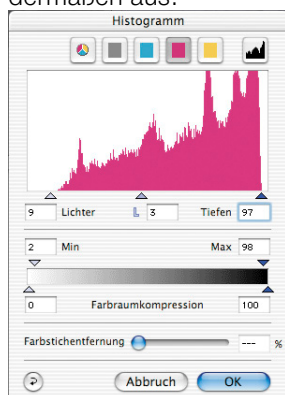 dermaßen aus:
Histogramm
9 Lichter L 3 Tiefen 97
2 Min Max 98
0 Farbraumkompression 100
Farbstichentfernung --- %
Abbruch OK